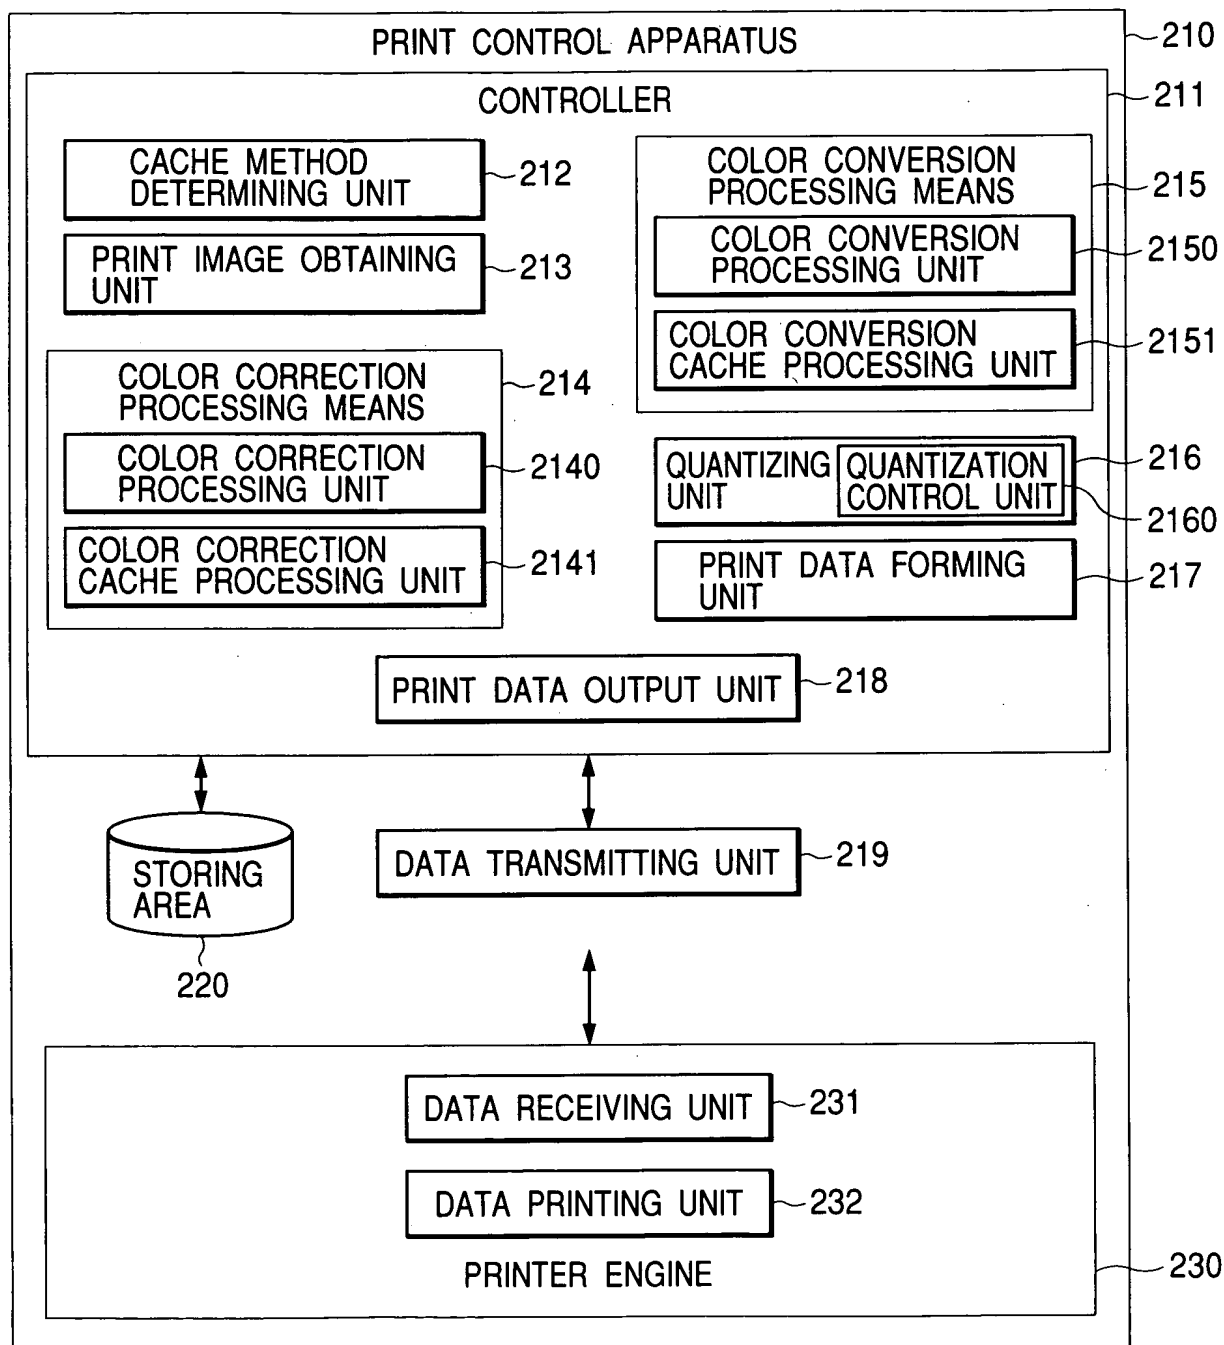 PRINT CONTROL APPARATUS
210
CONTROLLER
211
CACHE METHOD
DETERMINING UNIT
212
PRINT IMAGE OBTAINING
UNIT
213
COLOR CORRECTION
PROCESSING MEANS
214
COLOR CORRECTION
PROCESSING UNIT
2140
COLOR CORRECTION
CACHE PROCESSING UNIT
2141
COLOR CONVERSION
PROCESSING MEANS
215
COLOR CONVERSION
PROCESSING UNIT
2150
COLOR CONVERSION
CACHE PROCESSING UNIT
2151
QUANTIZING
UNIT
216
QUANTIZATION
CONTROL UNIT
2160
PRINT DATA FORMING
UNIT
217
PRINT DATA OUTPUT UNIT
218
STORING
AREA
220
DATA TRANSMITTING UNIT
219
DATA RECEIVING UNIT
231
DATA PRINTING UNIT
232
PRINTER ENGINE
230